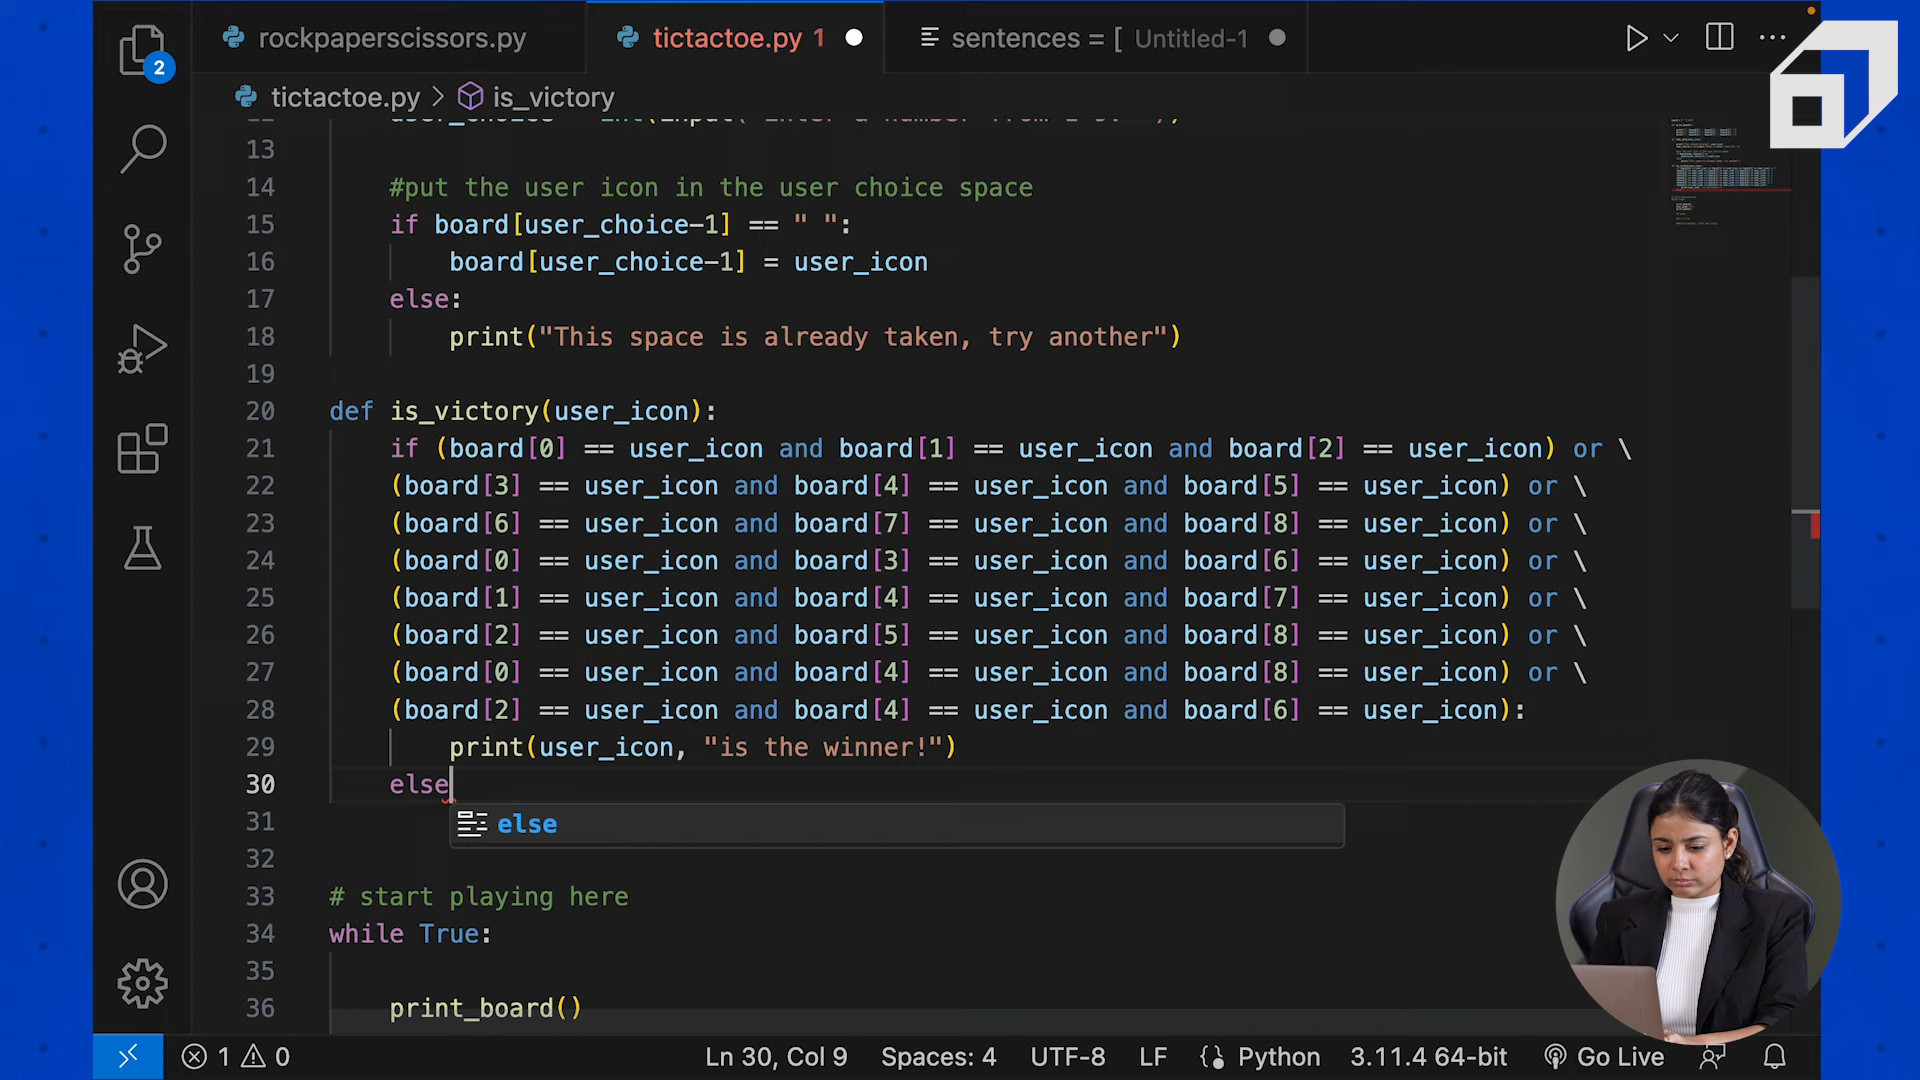 2
rockpaperscissors.py
tictactoe.py 1
sentences = [ Untitled-1
tictactoe.py > is_victory
13
14 #put the user icon in the user choice space
15 if board[user_choice-1] == " ":
16 board[user_choice-1] = user_icon
17 else:
18 print("This space is already taken, try another")
19
20 def is_victory(user_icon):
21 if (board[0] == user_icon and board[1] == user_icon and board[2] == user_icon) or \
22 (board[3] == user_icon and board[4] == user_icon and board[5] == user_icon) or \
23 (board[6] == user_icon and board[7] == user_icon and board[8] == user_icon) or \
24 (board[0] == user_icon and board[3] == user_icon and board[6] == user_icon) or \
25 (board[1] == user_icon and board[4] == user_icon and board[7] == user_icon) or \
26 (board[2] == user_icon and board[5] == user_icon and board[8] == user_icon) or \
27 (board[0] == user_icon and board[4] == user_icon and board[8] == user_icon) or \
28 (board[2] == user_icon and board[4] == user_icon and board[6] == user_icon):
29 print(user_icon, "is the winner!")
30 else
31 else
32
33 # start playing here
34 while True:
35
36 print_board()
1 0 Ln 30, Col 9 Spaces: 4 UTF-8 LF Python 3.11.4 64-bit Go Live